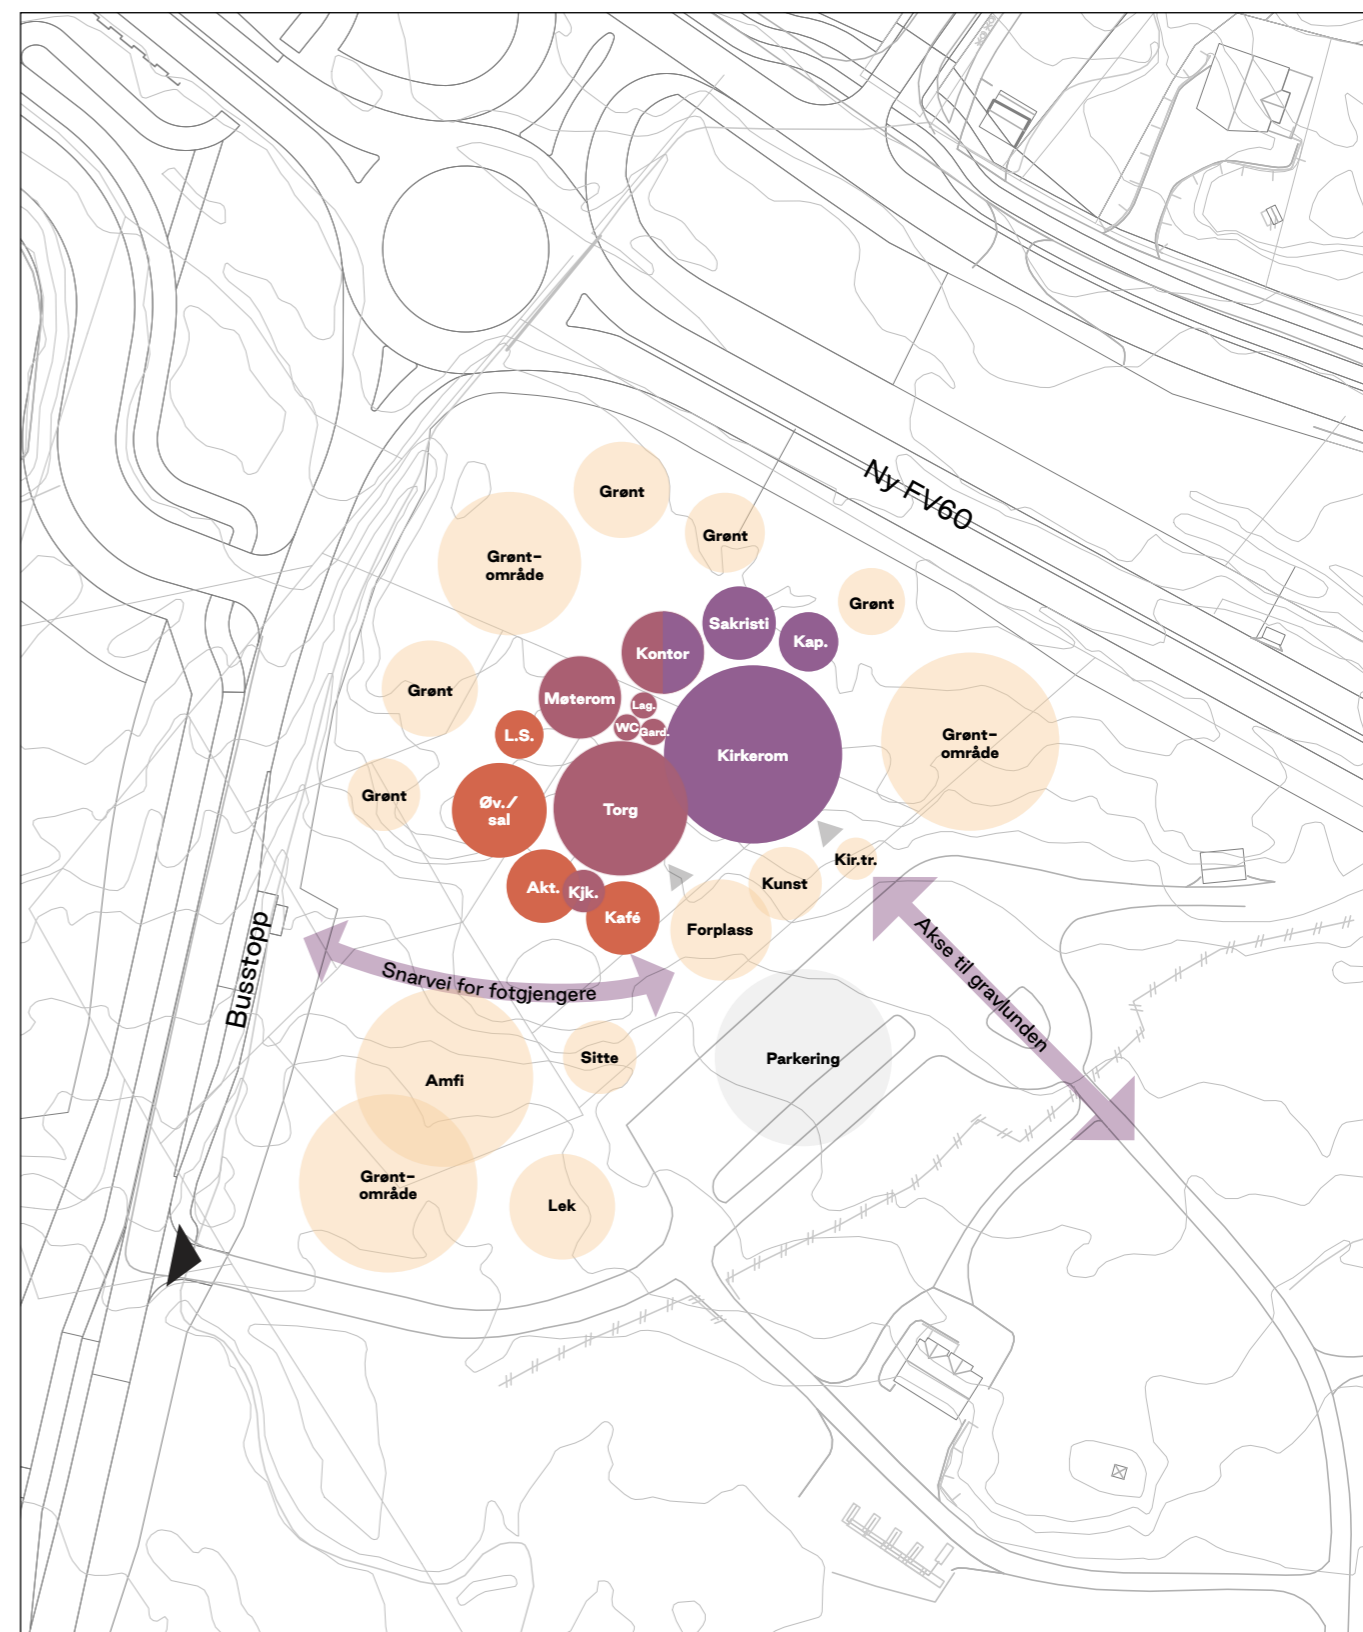 Ny FV60
Grønt
Grønt
Grønt-
område
Grønt
Sakristi
Kap.
Kontor
Grønt
Møterom
Lag.
WC
Gard.
L.S.
Kirkerom
Grønt-
område
Grønt
Øv./
sal
Torg
Kir.tr.
Kunst
Akt.
Kjk.
Kafé
Forplass
Busstopp
Snarvei for fotgjengere
Akse til gravlunden
Sitte
Parkering
Amfi
Grønt-
område
Lek